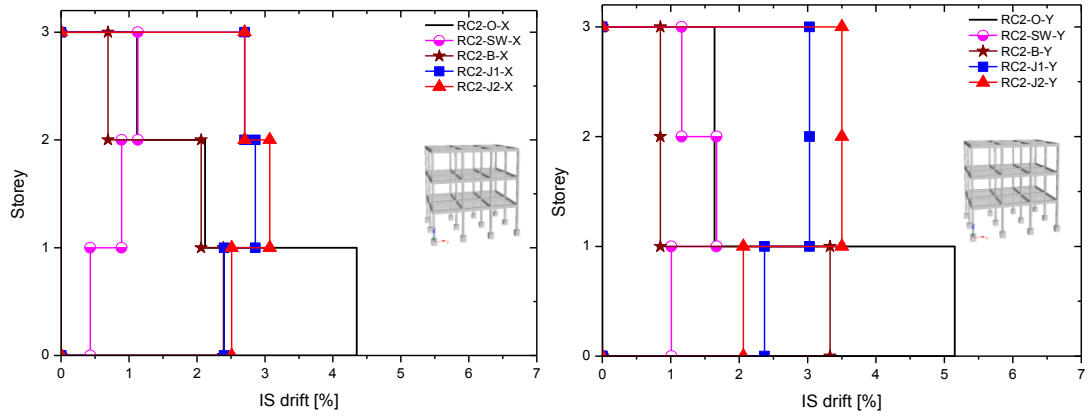 3
2
1
0
Storey
0 1 2 3 4 5 6 7
IS drift [%]
RC2-O-X
RC2-SW-X
RC2-B-X
RC2-J1-X
RC2-J2-X
3
2
1
0
Storey
0 1 2 3 4 5 6 7
IS drift [%]
RC2-O-Y
RC2-SW-Y
RC2-B-Y
RC2-J1-Y
RC2-J2-Y